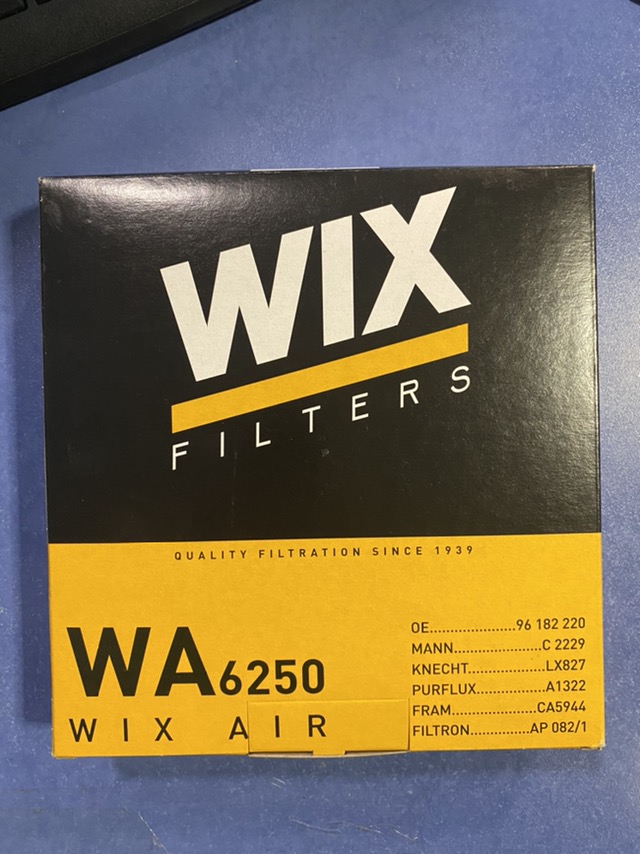 WIX
FILTERS
QUALITY FILTRATION SINCE 1939
WA6250
WIX AIR
OE.....................96 182 220
MANN.....................C 2229
KNECHT...................LX827
PURFLUX.................A1322
FRAM.....................CA5944
FILTRON...............AP 082/1